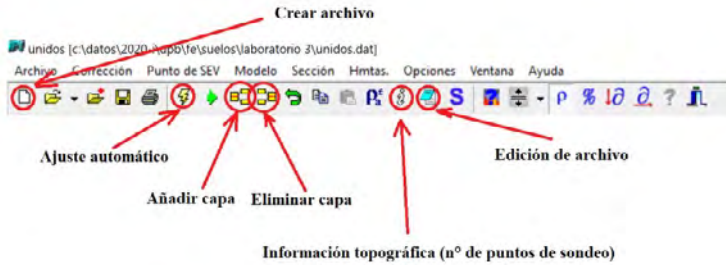 Crear archivo
unidos [c:\datos\2020-i\upb\fe\suelos\laboratorio 3\unidos.dat]
Archivo Corrección Punto de SEV Modelo Sección Hmtas. Opciones Ventana Ayuda
S ρ % ?
Ajuste automático
Edición de archivo
Añadir capa Eliminar capa
Información topográfica (n° de puntos de sondeo)